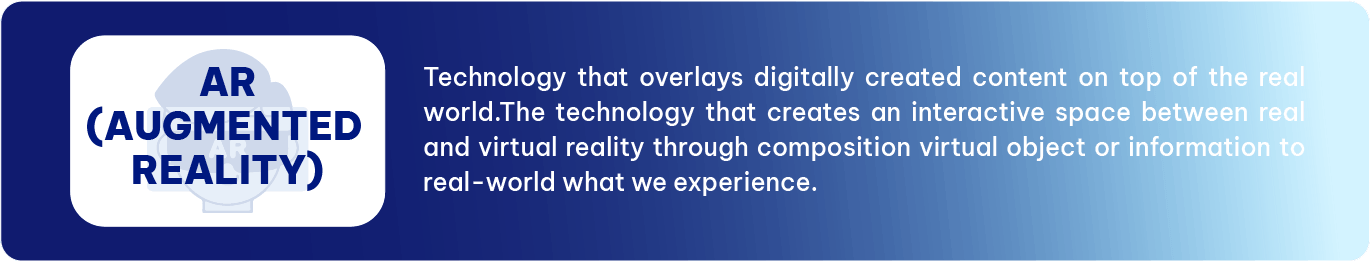 AR
(AUGMENTED
REALITY)
AR
Technology that overlays digitally created content on top of the real
world.The technology that creates an interactive space between real
and virtual reality through composition virtual object or information to
real-world what we experience.